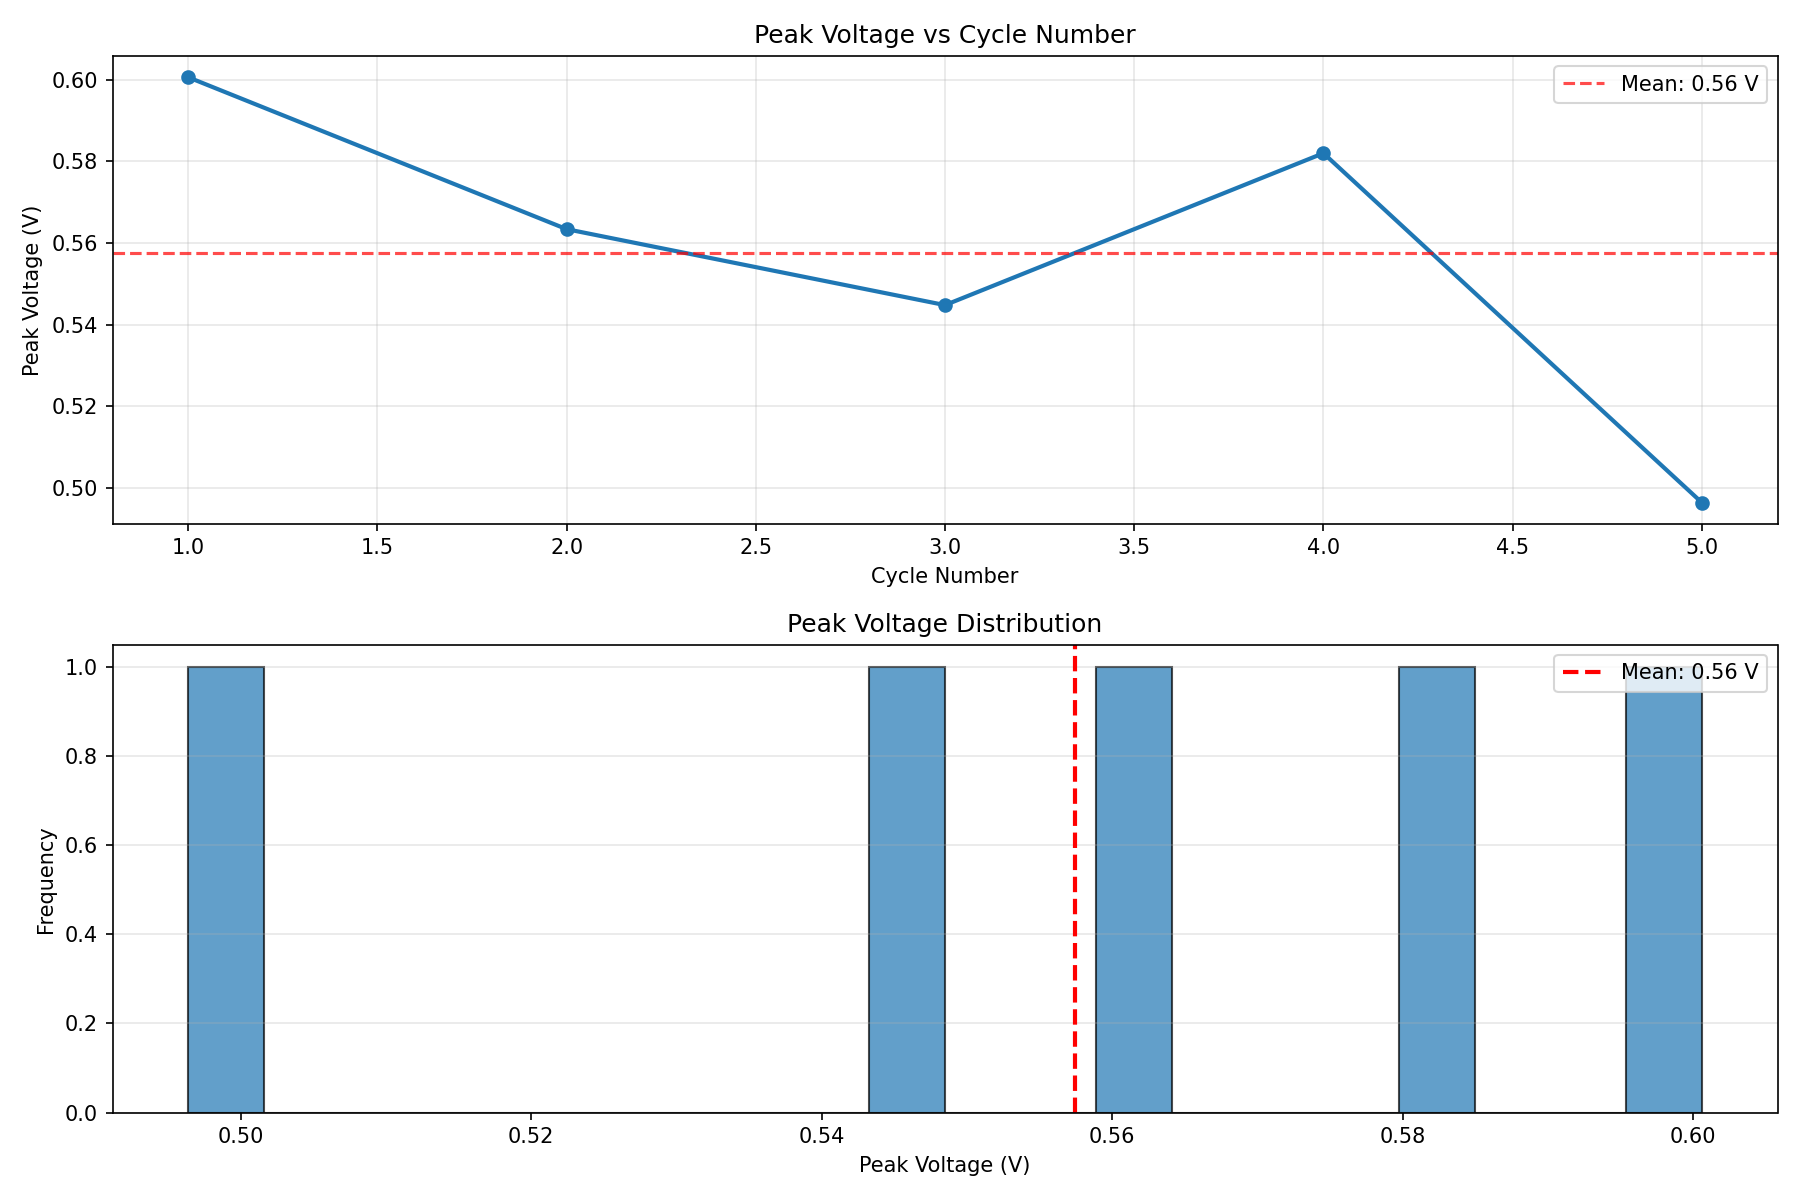 Peak Voltage vs Cycle Number
Mean: 0.56 V
Peak Voltage (V)
0.60
0.58
0.56
0.54
0.52
0.50
1.0 1.5 2.0 2.5 3.0 3.5 4.0 4.5 5.0
Cycle Number
Peak Voltage Distribution
Mean: 0.56 V
Frequency
1.0
0.8
0.6
0.4
0.2
0.0
0.50 0.52 0.54 0.56 0.58 0.60
Peak Voltage (V)